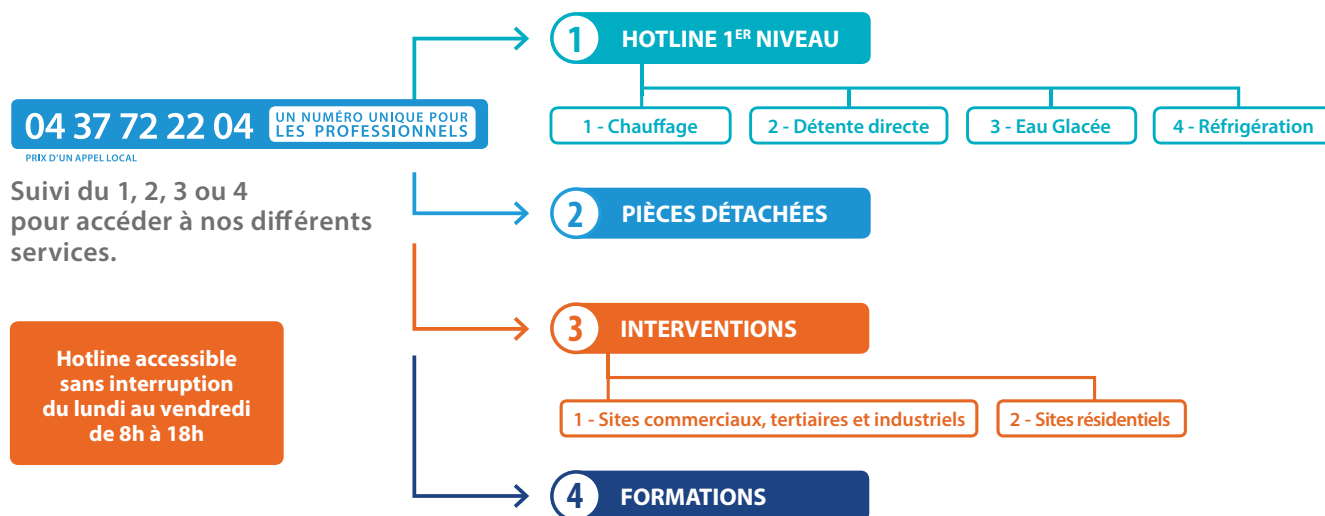 04 37 72 22 04
UN NUMÉRO UNIQUE POUR
LES PROFESSIONNELS
PRIX D'UN APPEL LOCAL
Suivi du 1, 2, 3 ou 4
pour accéder à nos différents
services.
Hotline accessible
sans interruption
du lundi au vendredi
de 8h à 18h
1 HOTLINE 1ER NIVEAU
1 - Chauffage
2 - Détente directe
3 - Eau Glacée
4 - Réfrigération
2 PIÈCES DÉTACHÉES
3 INTERVENTIONS
1 - Sites commerciaux, tertiaires et industriels
2 - Sites résidentiels
4 FORMATIONS